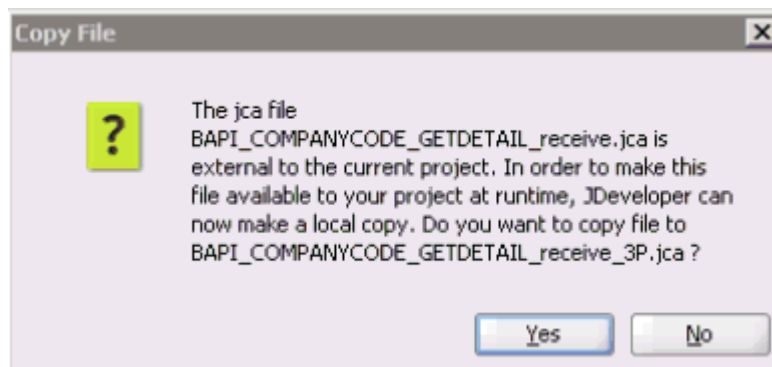 Copy File
?
The jca file
BAPI_COMPANYCODE_GETDETAIL_receive.jca is
external to the current project. In order to make this
file available to your project at runtime, JDeveloper can
now make a local copy. Do you want to copy file to
BAPI_COMPANYCODE_GETDETAIL_receive_3P.jca ?
Yes No